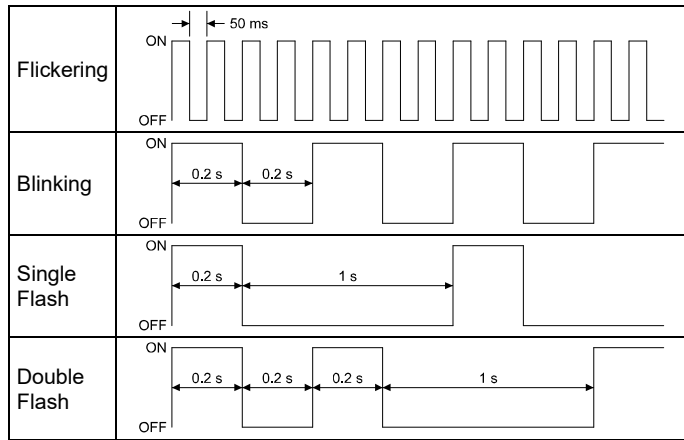 Flickering
ON
50 ms
OFF
Blinking
ON
0.2 s
0.2 s
OFF
Single
Flash
ON
0.2 s
1 s
OFF
Double
Flash
ON
0.2 s
0.2 s
0.2 s
1 s
OFF